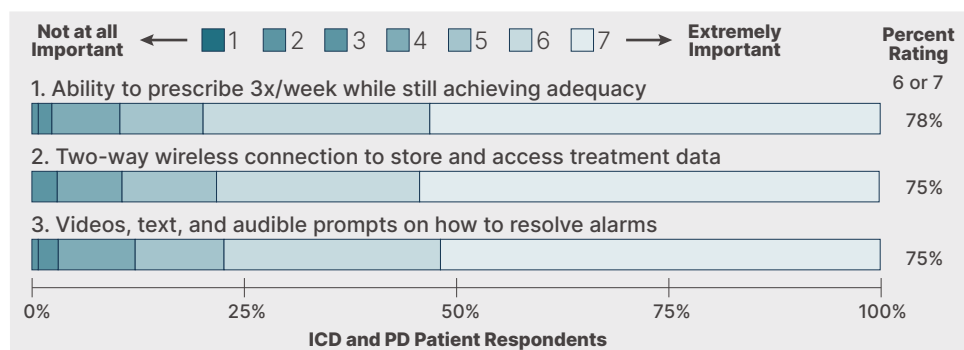 Not at all
Important
1 2 3 4 5 6 7
Extremely
Important
Percent
Rating
6 or 7
1. Ability to prescribe 3x/week while still achieving adequacy
78%
2. Two-way wireless connection to store and access treatment data
75%
3. Videos, text, and audible prompts on how to resolve alarms
75%
0% 25% 50% 75% 100%
ICD and PD Patient Respondents